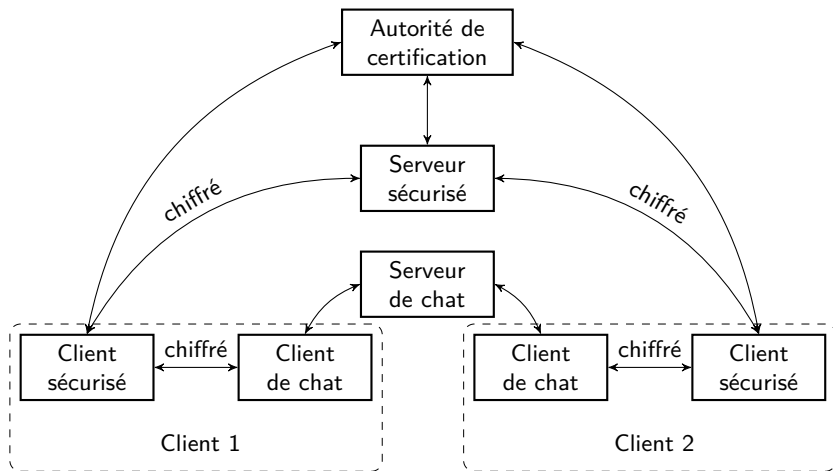 Autorité de
certification
Serveur
sécurisé
chiffré
chiffré
Serveur
de chat
Client
sécurisé
chiffré
Client
de chat
Client
de chat
chiffré
Client
sécurisé
Client 1
Client 2